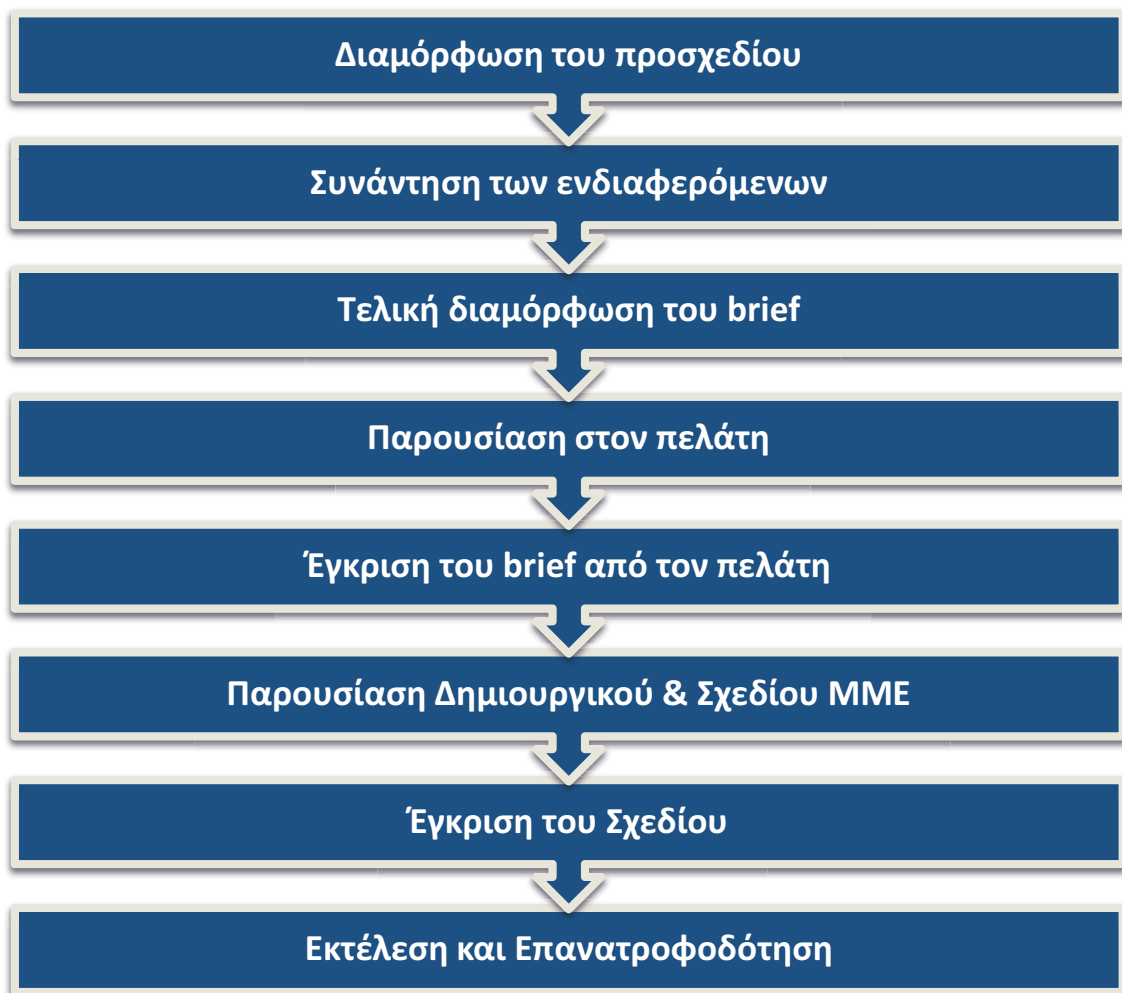 Διαμόρφωση του προσχεδίου
Συνάντηση των ενδιαφερόμενων
Τελική διαμόρφωση του brief
Παρουσίαση στον πελάτη
Έγκριση του brief από τον πελάτη
Παρουσίαση Δημιουργικού & Σχεδίου ΜΜΕ
Έγκριση του Σχεδίου
Εκτέλεση και Επανατροφοδότηση